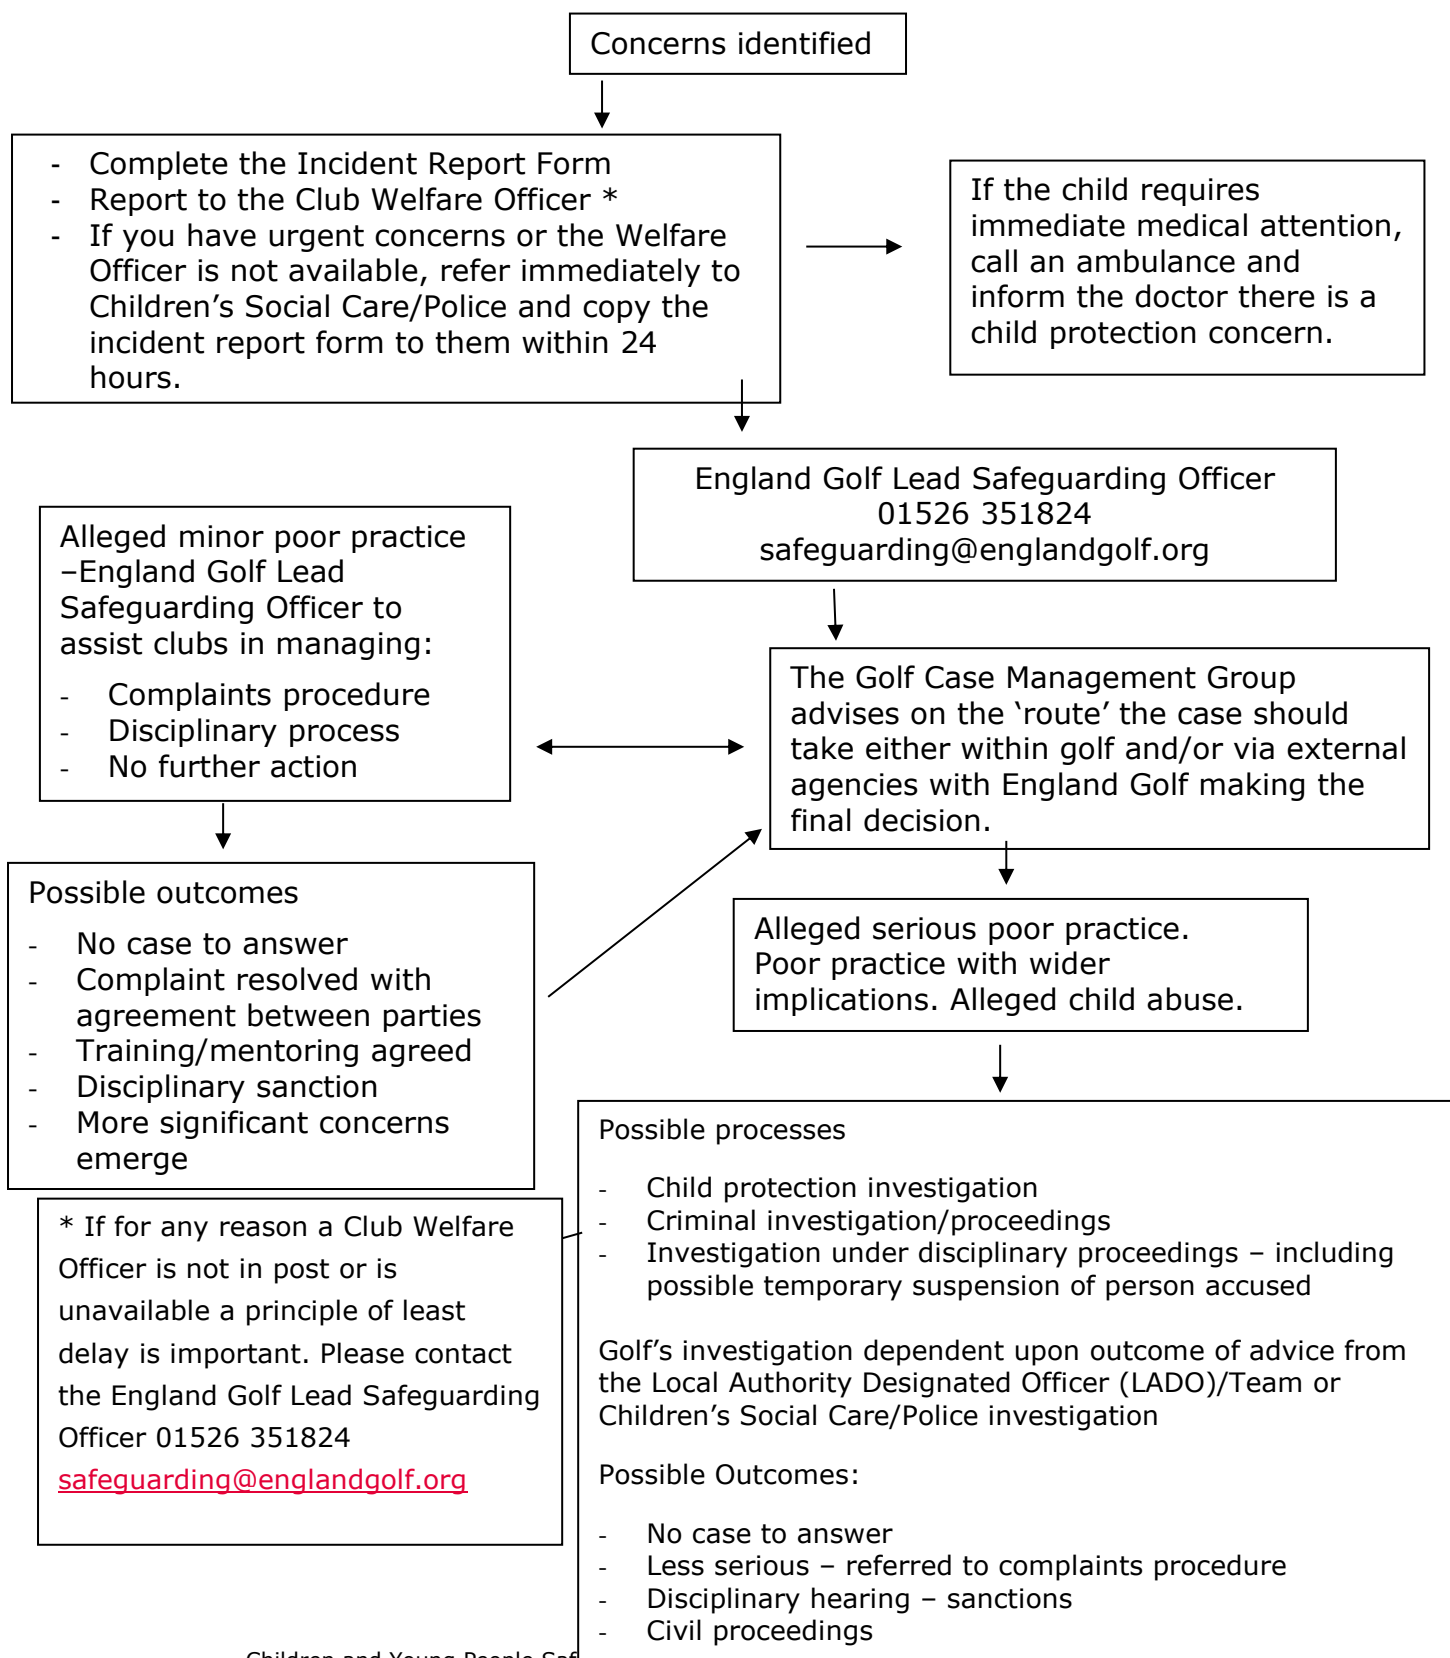 Concerns identified
- Complete the Incident Report Form
- Report to the Club Welfare Officer *
- If you have urgent concerns or the Welfare
Officer is not available, refer immediately to
Children’s Social Care/Police and copy the
incident report form to them within 24
hours.
If the child requires
immediate medical attention,
call an ambulance and
inform the doctor there is a
child protection concern.
England Golf Lead Safeguarding Officer
01526 351824
safeguarding@englandgolf.org
Alleged minor poor practice
–England Golf Lead
Safeguarding Officer to
assist clubs in managing:
- Complaints procedure
- Disciplinary process
- No further action
The Golf Case Management Group
advises on the ‘route’ the case should
take either within golf and/or via external
agencies with England Golf making the
final decision.
Possible outcomes
- No case to answer
- Complaint resolved with
agreement between parties
- Training/mentoring agreed
- Disciplinary sanction
- More significant concerns
emerge
Alleged serious poor practice.
Poor practice with wider
implications. Alleged child abuse.
* If for any reason a Club Welfare
Officer is not in post or is
unavailable a principle of least
delay is important. Please contact
the England Golf Lead Safeguarding
Officer 01526 351824
safeguarding@englandgolf.org
Possible processes
- Child protection investigation
- Criminal investigation/proceedings
- Investigation under disciplinary proceedings – including
possible temporary suspension of person accused
Golf’s investigation dependent upon outcome of advice from
the Local Authority Designated Officer (LADO)/Team or
Children’s Social Care/Police investigation
Possible Outcomes:
- No case to answer
- Less serious – referred to complaints procedure
- Disciplinary hearing – sanctions
- Civil proceedings
Children and Young People Saf